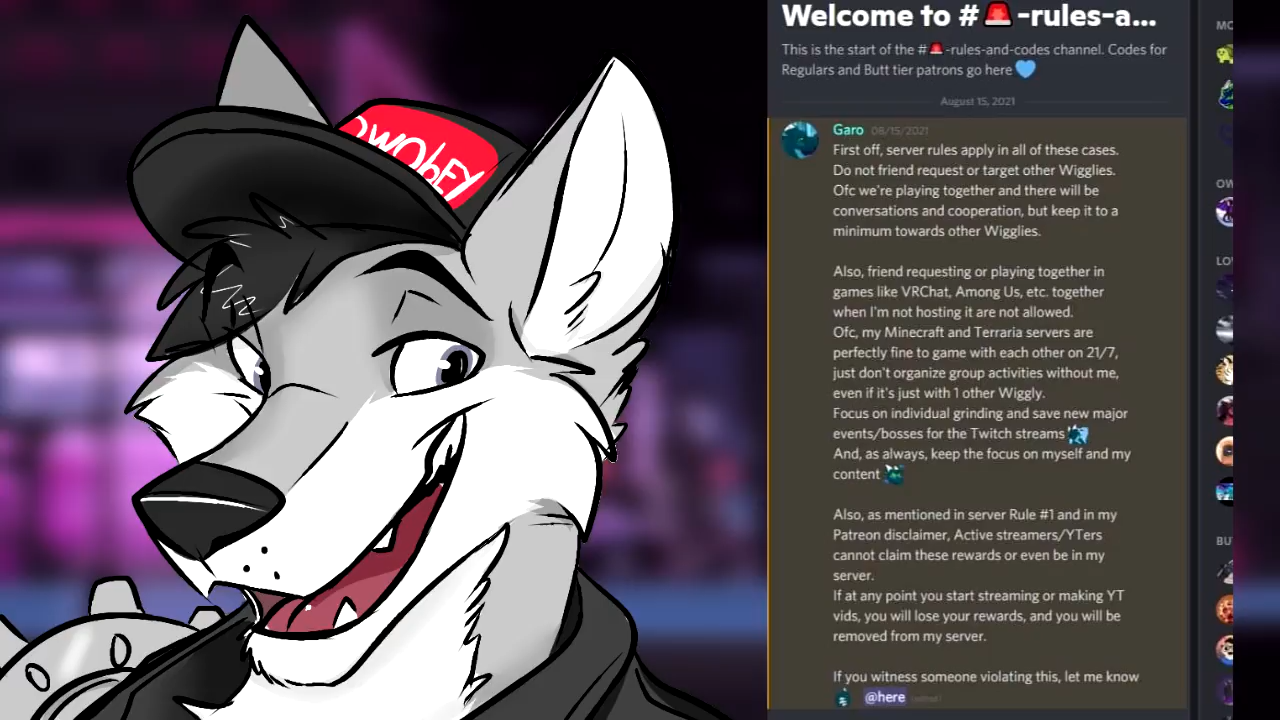 OWObEY
Welcome to #🚨-rules-a...
This is the start of the #🚨-rules-and-codes channel. Codes for
Regulars and Butt tier patrons go here 💙
August 15, 2021
Garo 08/15/2021
First off, server rules apply in all of these cases.
Do not friend request or target other Wigglies.
Ofc we're playing together and there will be
conversations and cooperation, but keep it to a
minimum towards other Wigglies.
Also, friend requesting or playing together in
games like VRChat, Among Us, etc. together
when I'm not hosting it are not allowed.
Ofc, my Minecraft and Terraria servers are
perfectly fine to game with each other on 21/7,
just don't organize group activities without me,
even if it's just with 1 other Wiggly.
Focus on individual grinding and save new major
events/bosses for the Twitch streams
And, as always, keep the focus on myself and my
content
Also, as mentioned in server Rule #1 and in my
Patreon disclaimer, Active streamers/YTers
cannot claim these rewards or even be in my
server.
If at any point you start streaming or making YT
vids, you will lose your rewards, and you will be
removed from my server.
If you witness someone violating this, let me know
@here (edited)
MO
OW
LO
BU